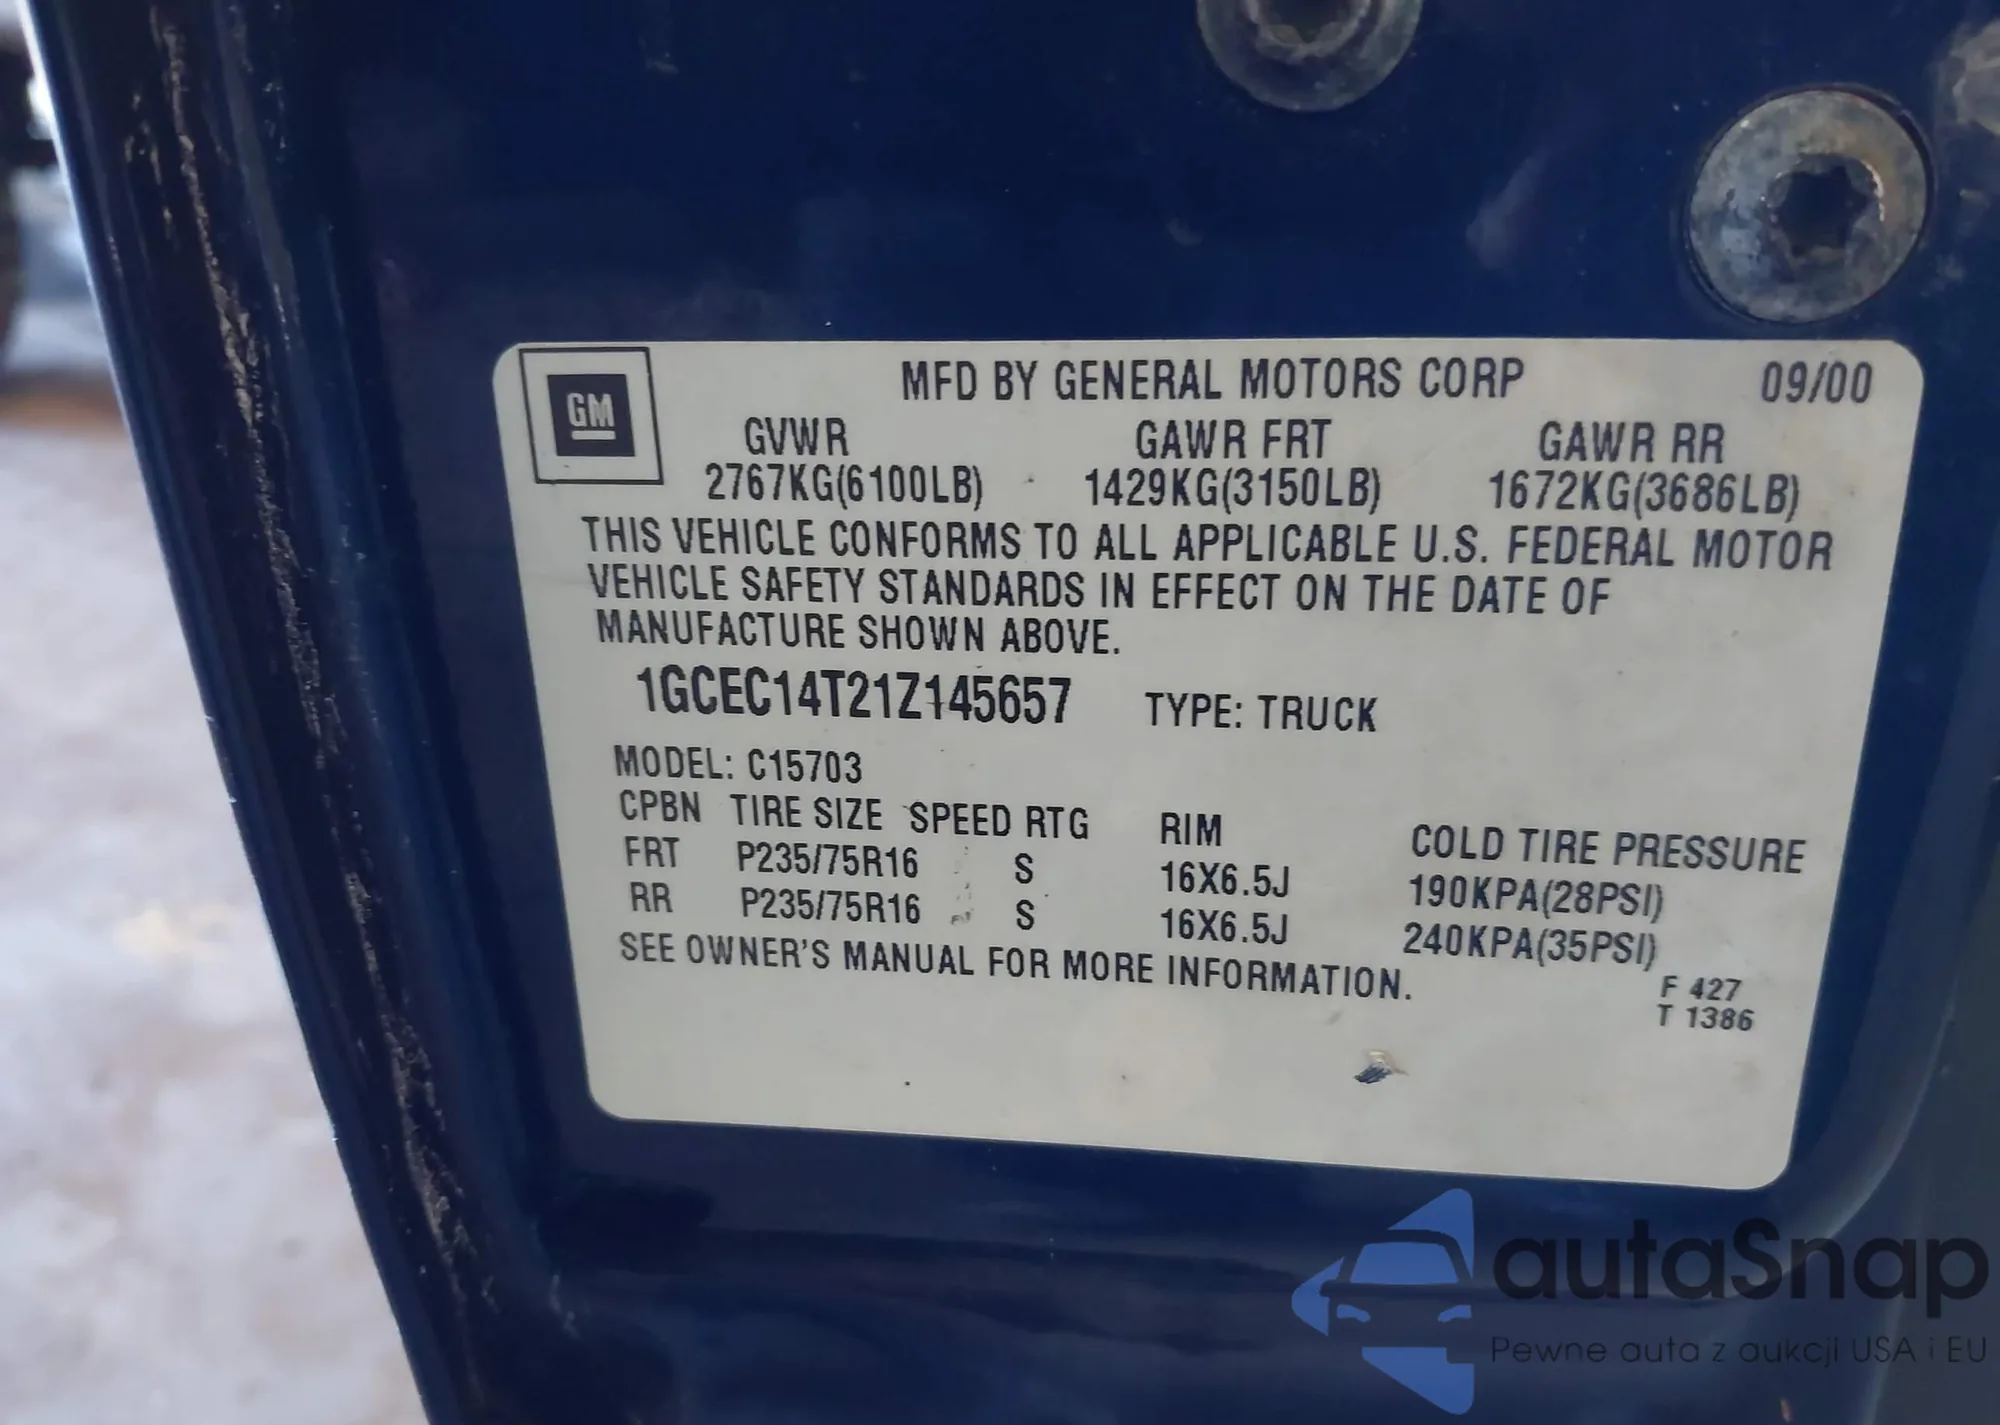 GM
MFD BY GENERAL MOTORS CORP 09/00
GVWR GAWR FRT GAWR RR
2767KG(6100LB) 1429KG(3150LB) 1672KG(3686LB)
THIS VEHICLE CONFORMS TO ALL APPLICABLE U.S. FEDERAL MOTOR
VEHICLE SAFETY STANDARDS IN EFFECT ON THE DATE OF
MANUFACTURE SHOWN ABOVE.
1GCEC14T21Z145657 TYPE: TRUCK
MODEL: C15703
CPBN TIRE SIZE SPEED RTG RIM COLD TIRE PRESSURE
FRT P235/75R16 S 16X6.5J 190KPA(28PSI)
RR P235/75R16 S 16X6.5J 240KPA(35PSI)
SEE OWNER'S MANUAL FOR MORE INFORMATION.
F 427
T 1386
autaSnap
Pewne auta z aukcji USA i EU